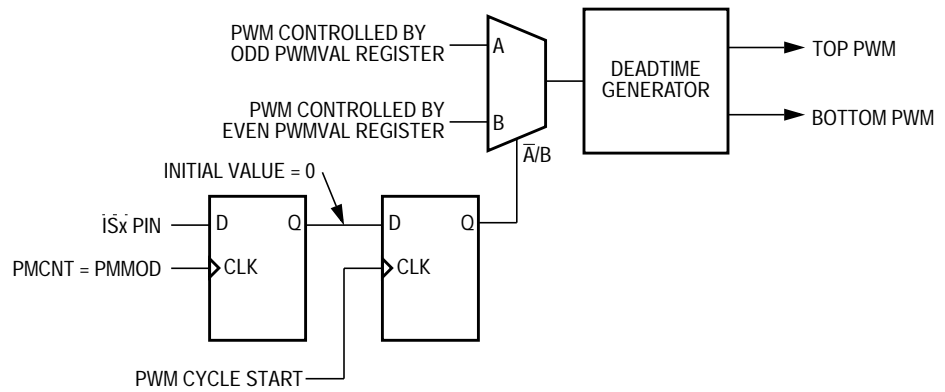 PWM CONTROLLED BY
ODD PWMVAL REGISTER
A
DEADTIME
GENERATOR
TOP PWM
PWM CONTROLLED BY
EVEN PWMVAL REGISTER
B
BOTTOM PWM
A̅/B
INITIAL VALUE = 0
ISx PIN
D
Q
D
Q
PMCNT = PMMOD
CLK
CLK
PWM CYCLE START